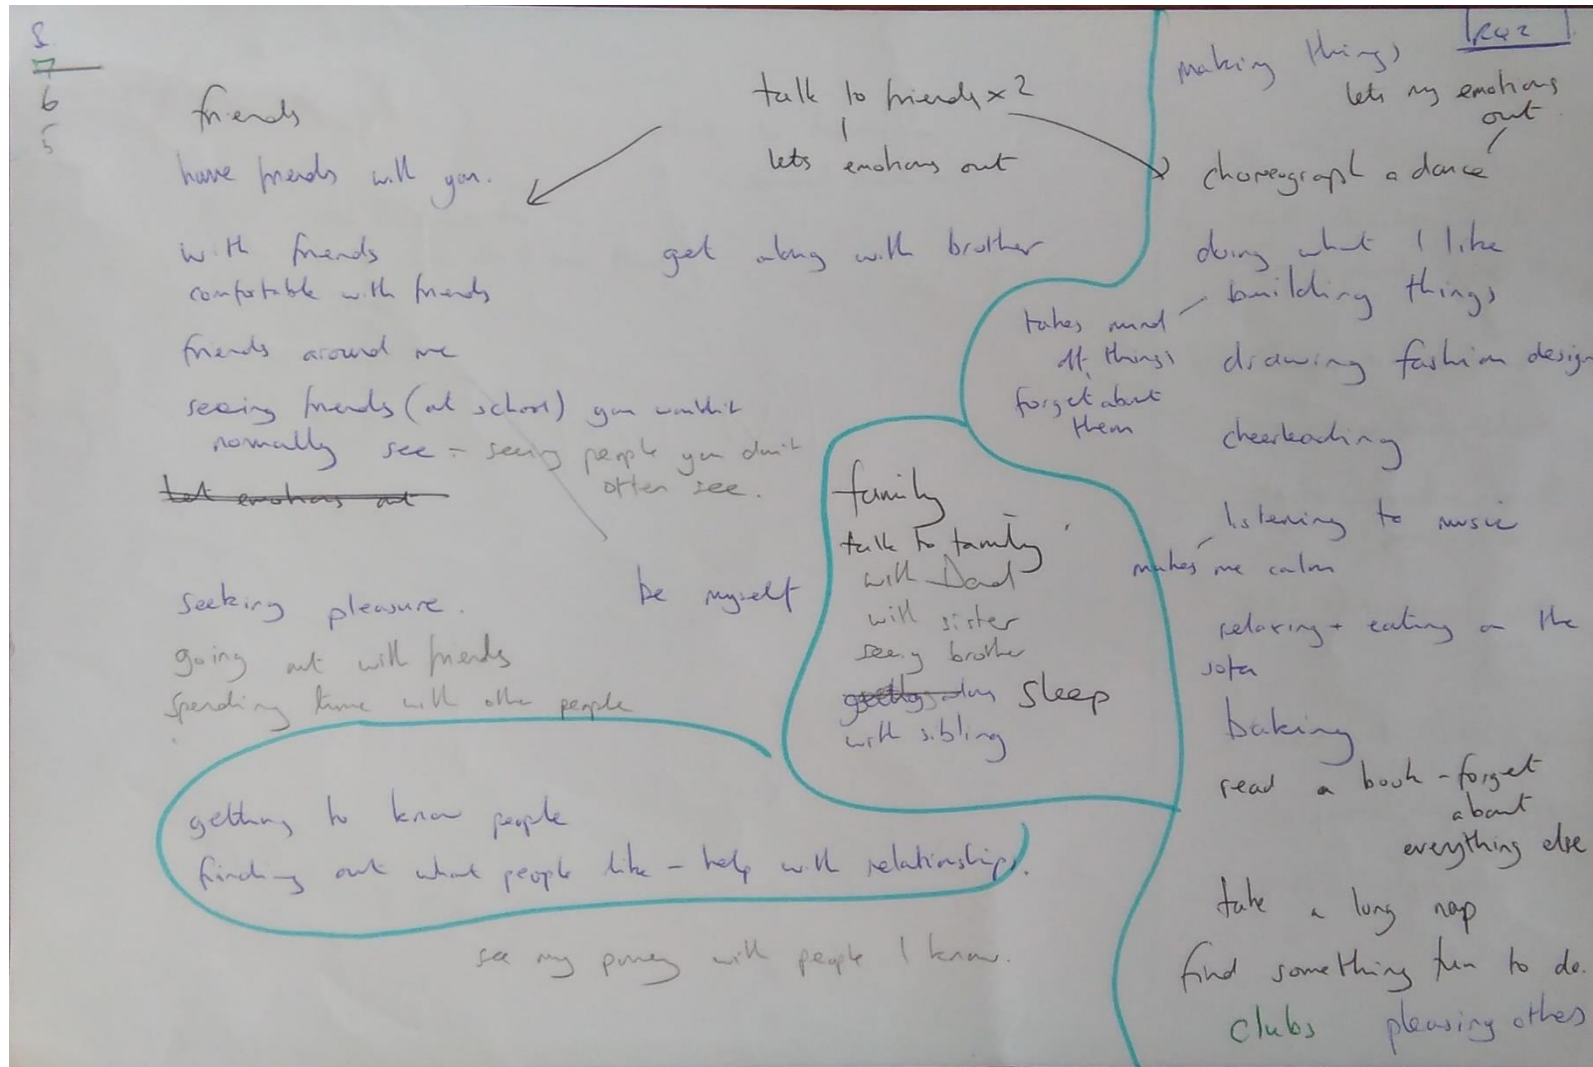 8
7
6
5
friends
have friends with you.
with friends
comfortable with friends
friends around me
seeing friends (at school) you wouldn't
normally see - seeing people you don't
often see.
let emotions out
seeking pleasure.
going out with friends
spending time with other people
getting to know people
finding out what people like - help with relationships.
see my with people I know.
talk to friends x 2
lets emotions out
get along with brother
be myself
family
talk to family
with Dad
with sister
seeing brother
getting along
with sibling
sleep
RQ2
making things
lets my emotions
out
choreograph a dance
doing what I like
building things
takes mind
off things
forget about
them
drawing fashion design
cheerleading
listening to music
makes me calm
relaxing + eating on the
sofa
baking
read a book - forget
about
everything else
take a long nap
find something fun to do.
clubs pleasing others